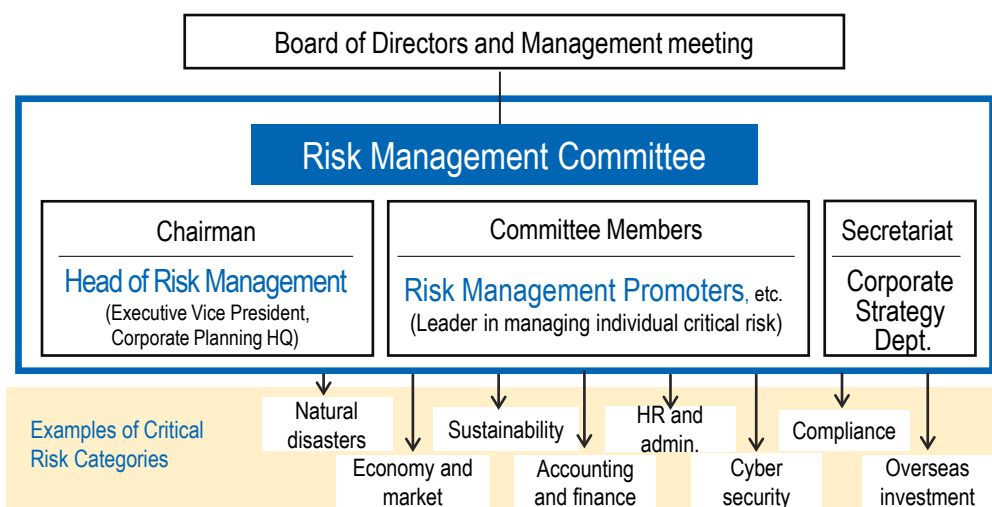 Board of Directors and Management meeting
Risk Management Committee
Chairman
Head of Risk Management
(Executive Vice President,
Corporate Planning HQ)
Committee Members
Risk Management Promoters, etc.
(Leader in managing individual critical risk)
Secretariat
Corporate
Strategy
Dept.
Examples of Critical
Risk Categories
Natural
disasters
Economy and
market
Sustainability
Accounting
and finance
HR and
admin.
Cyber
security
Compliance
Overseas
investment